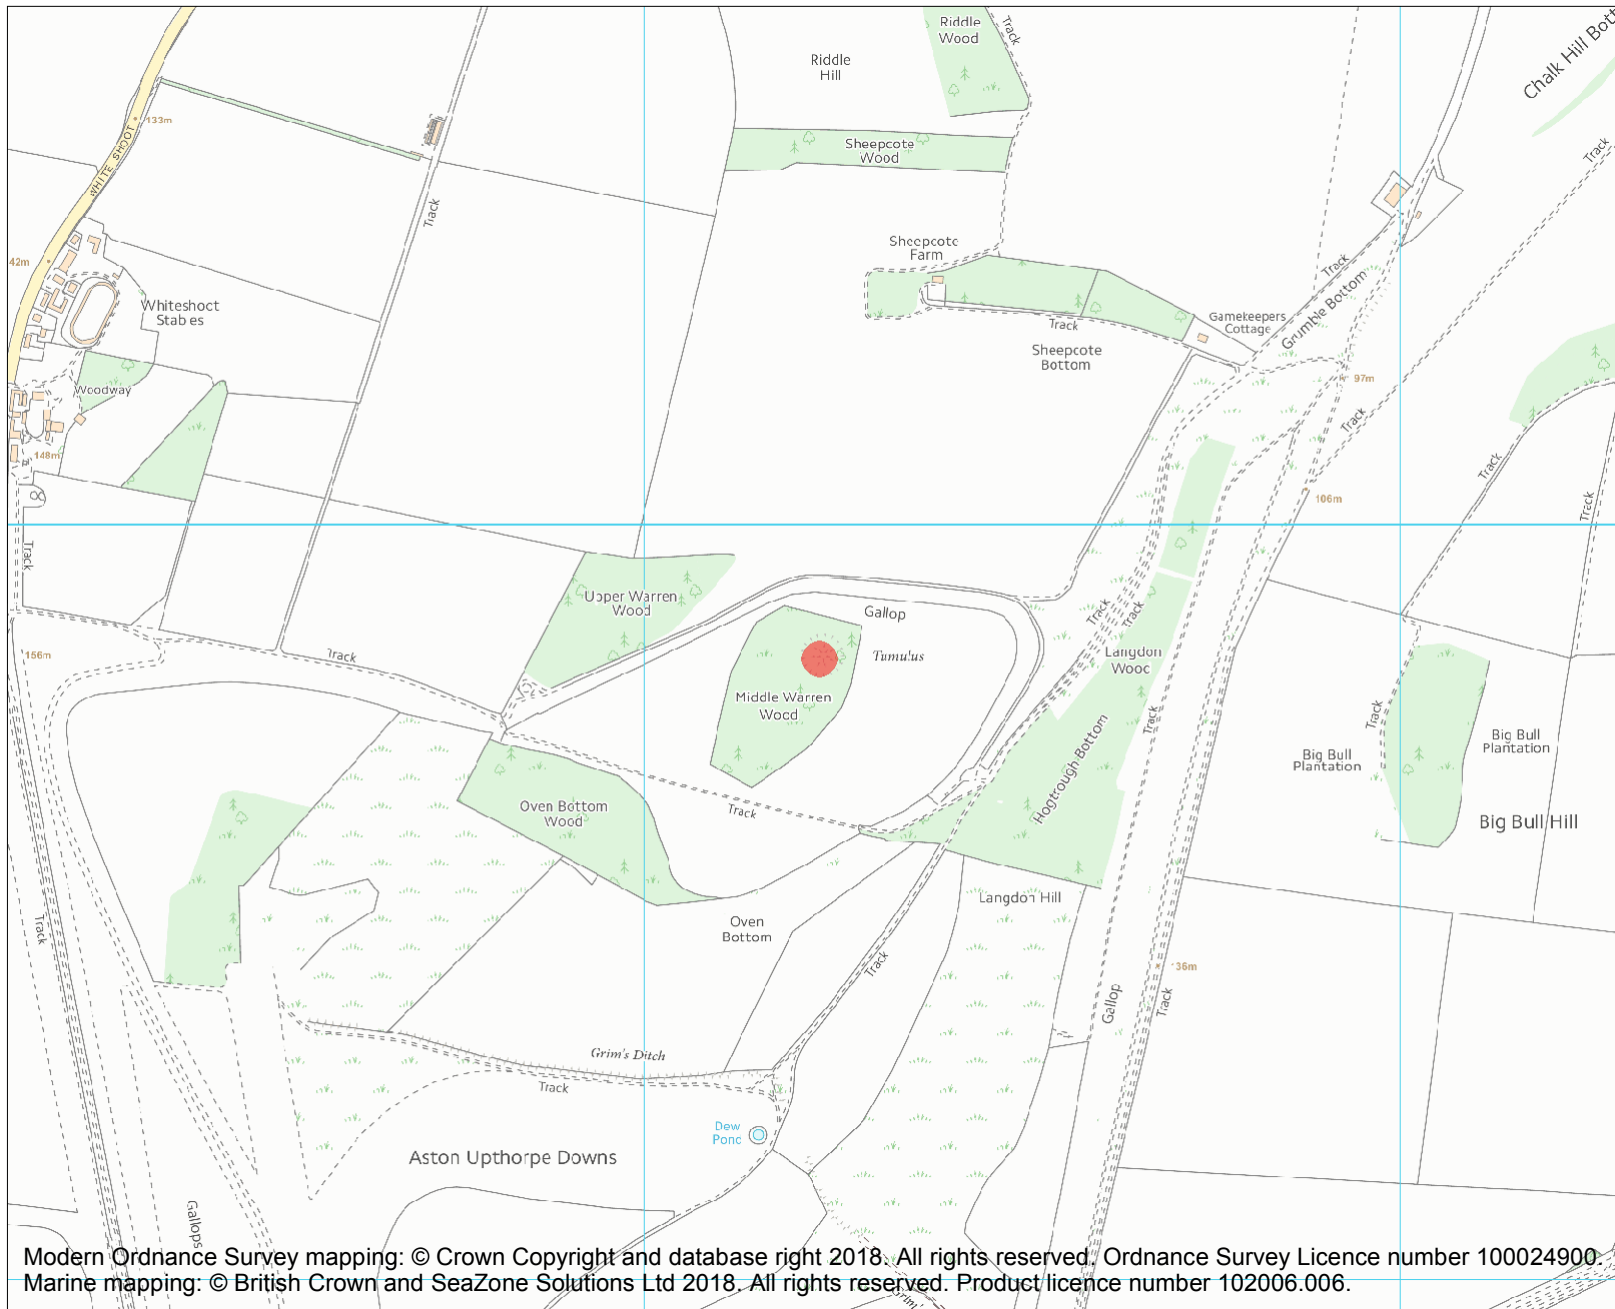 Riddle
Wood
Track
Riddle
Hill
Chalk Hill Bott
133m
WHITE SHOOT
Sheepcote
Wood
Track
Track
Sheepcote
Farm
42m
Track
Grumble Bottom
Whiteshoot
Stables
Gamekeepers
Cottage
Track
Sheepcote
Bottom
97m
Woodway
Track
148m
Track
106m
Track
Track
Upper Warren
Wood
Gallop
Track
Track
156m
Track
Tumulus
Langdon
Wood
Middle Warren
Wood
Track
Track
Big Bull
Plantation
Big Bull
Plantation
Hogtrough Bottom
Oven Bottom
Wood
Track
Big Bull Hill
Langdon Hill
Track
Oven
Bottom
Track
136m
Gallop
Track
Grim's Ditch
Track
Dew
Pond
Aston Upthorpe Downs
Gallops
Modern Ordnance Survey mapping: © Crown Copyright and database right 2018. All rights reserved. Ordnance Survey Licence number 100024900.
Marine mapping: © British Crown and SeaZone Solutions Ltd 2018. All rights reserved. Product licence number 102006.006.
Grim's